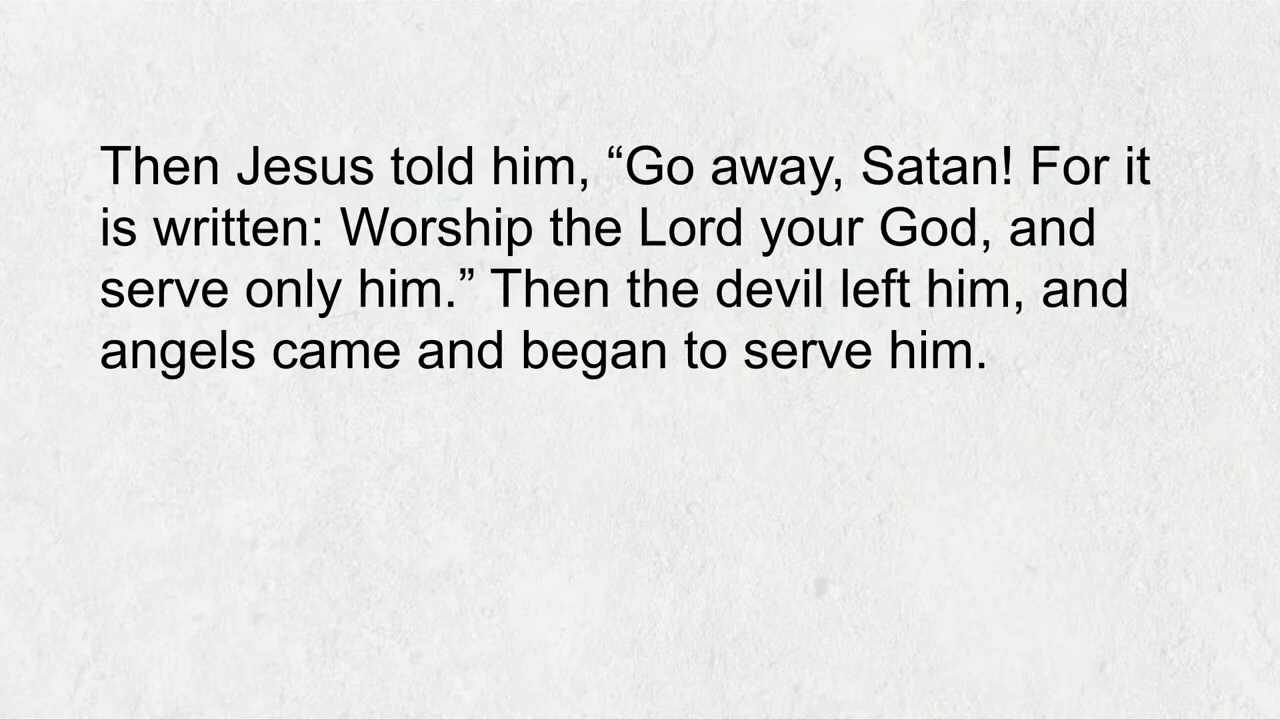 Then Jesus told him, “Go away, Satan! For it
is written: Worship the Lord your God, and
serve only him.” Then the devil left him, and
angels came and began to serve him.